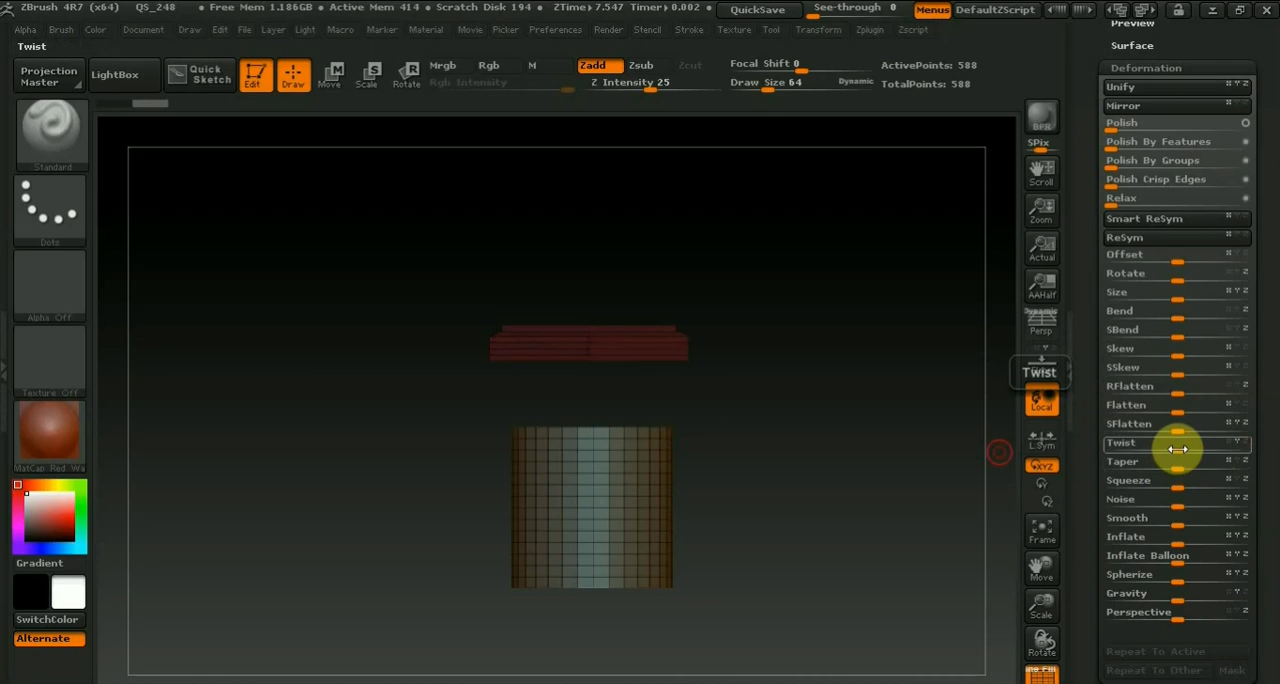 ZBrush 4R7 (x64) QS_248 • Free Mem 1.186GB • Active Mem 414 • Scratch Disk 194 • ZTime▸7.547 Timer▸0.002 QuickSave See-through 0 Menus DefaultZScript
Alpha Brush Color Document Draw Edit File Layer Light Macro Marker Material Movie Picker Preferences Render Stencil Stroke Texture Tool Transform Zplugin Zscript
Twist
Projection
Master
LightBox
Quick
Sketch
Edit
Draw
Move
Scale
Rotate
Mrgb Rgb M
Rgb Intensity
Zadd Zsub Zcut
Z Intensity 25
Focal Shift 0
Draw Size 64 Dynamic
ActivePoints: 588
TotalPoints: 588
Standard
Dots
Alpha Off
Texture Off
MatCap Red Wa
Gradient
SwitchColor
Alternate
BPR
SPix
Scroll
Zoom
Actual
AAHalf
Dynamic
Persp
Twist
Local
L.Sym
XYZ
Frame
Move
Scale
Rotate
Preview
Surface
Deformation
Unify
Mirror
Polish
Polish By Features
Polish By Groups
Polish Crisp Edges
Relax
Smart ReSym
ReSym
Offset
Rotate
Size
Bend
SBend
Skew
SSkew
RFlatten
Flatten
SFlatten
Twist
Taper
Squeeze
Noise
Smooth
Inflate
Inflate Balloon
Spherize
Gravity
Perspective
Repeat To Active
Repeat To Other Mask